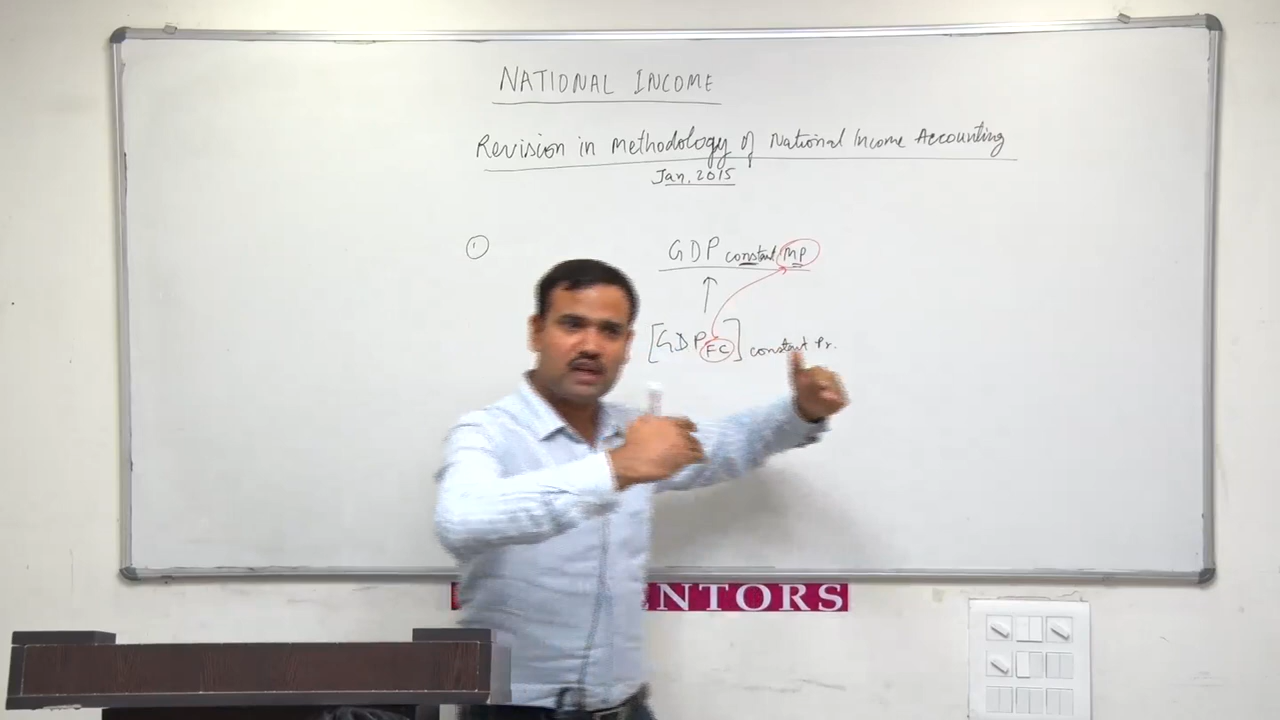 NATIONAL INCOME
Revision in methodology of National Income Accounting
Jan, 2015
1
GDP constant MP
[GDP FC] constant Pr.
ENTORS